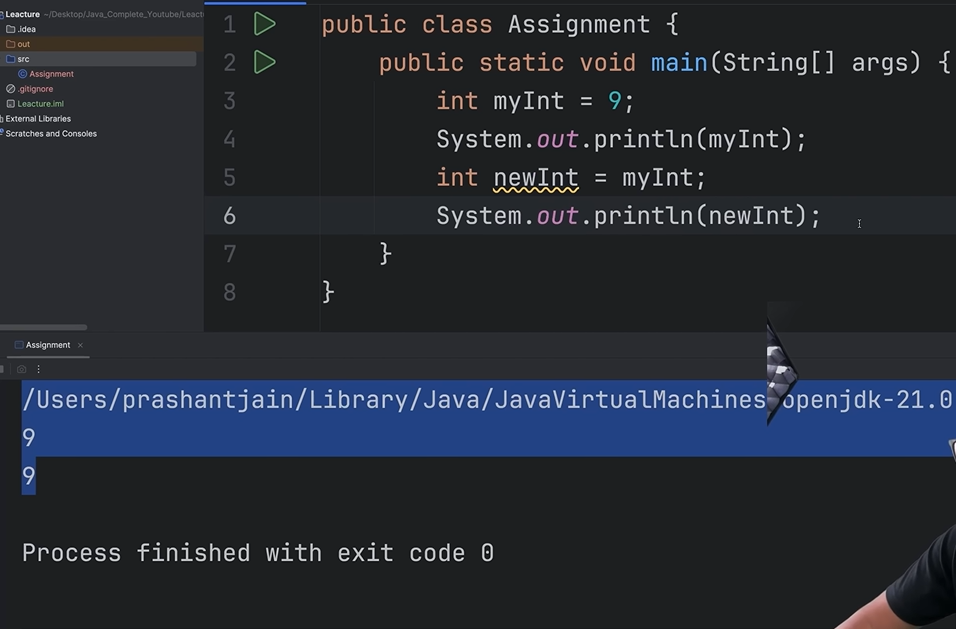 Leacture ~/Desktop/Java_Complete_Youtube/Leact
.idea
out
src
Assignment
.gitignore
Leacture.iml
External Libraries
Scratches and Consoles
1 public class Assignment {
2 public static void main(String[] args) {
3 int myInt = 9;
4 System.out.println(myInt);
5 int newInt = myInt;
6 System.out.println(newInt);
7 }
8 }
Assignment
/Users/prashantjain/Library/Java/JavaVirtualMachines openjdk-21.0
9
9
Process finished with exit code 0